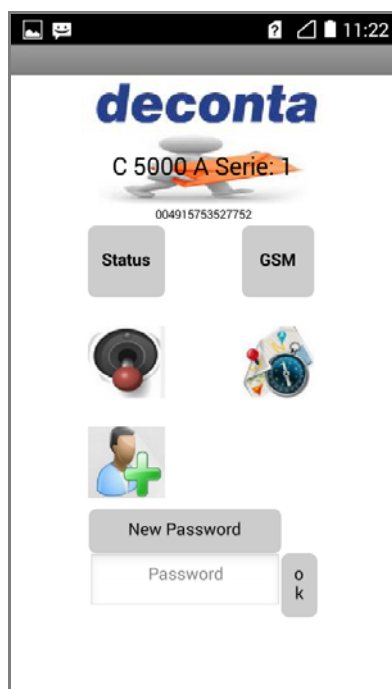 11:22
deconta
C 5000 A Serie: 1
004915753527752
Status
GSM
New Password
Password
o
k